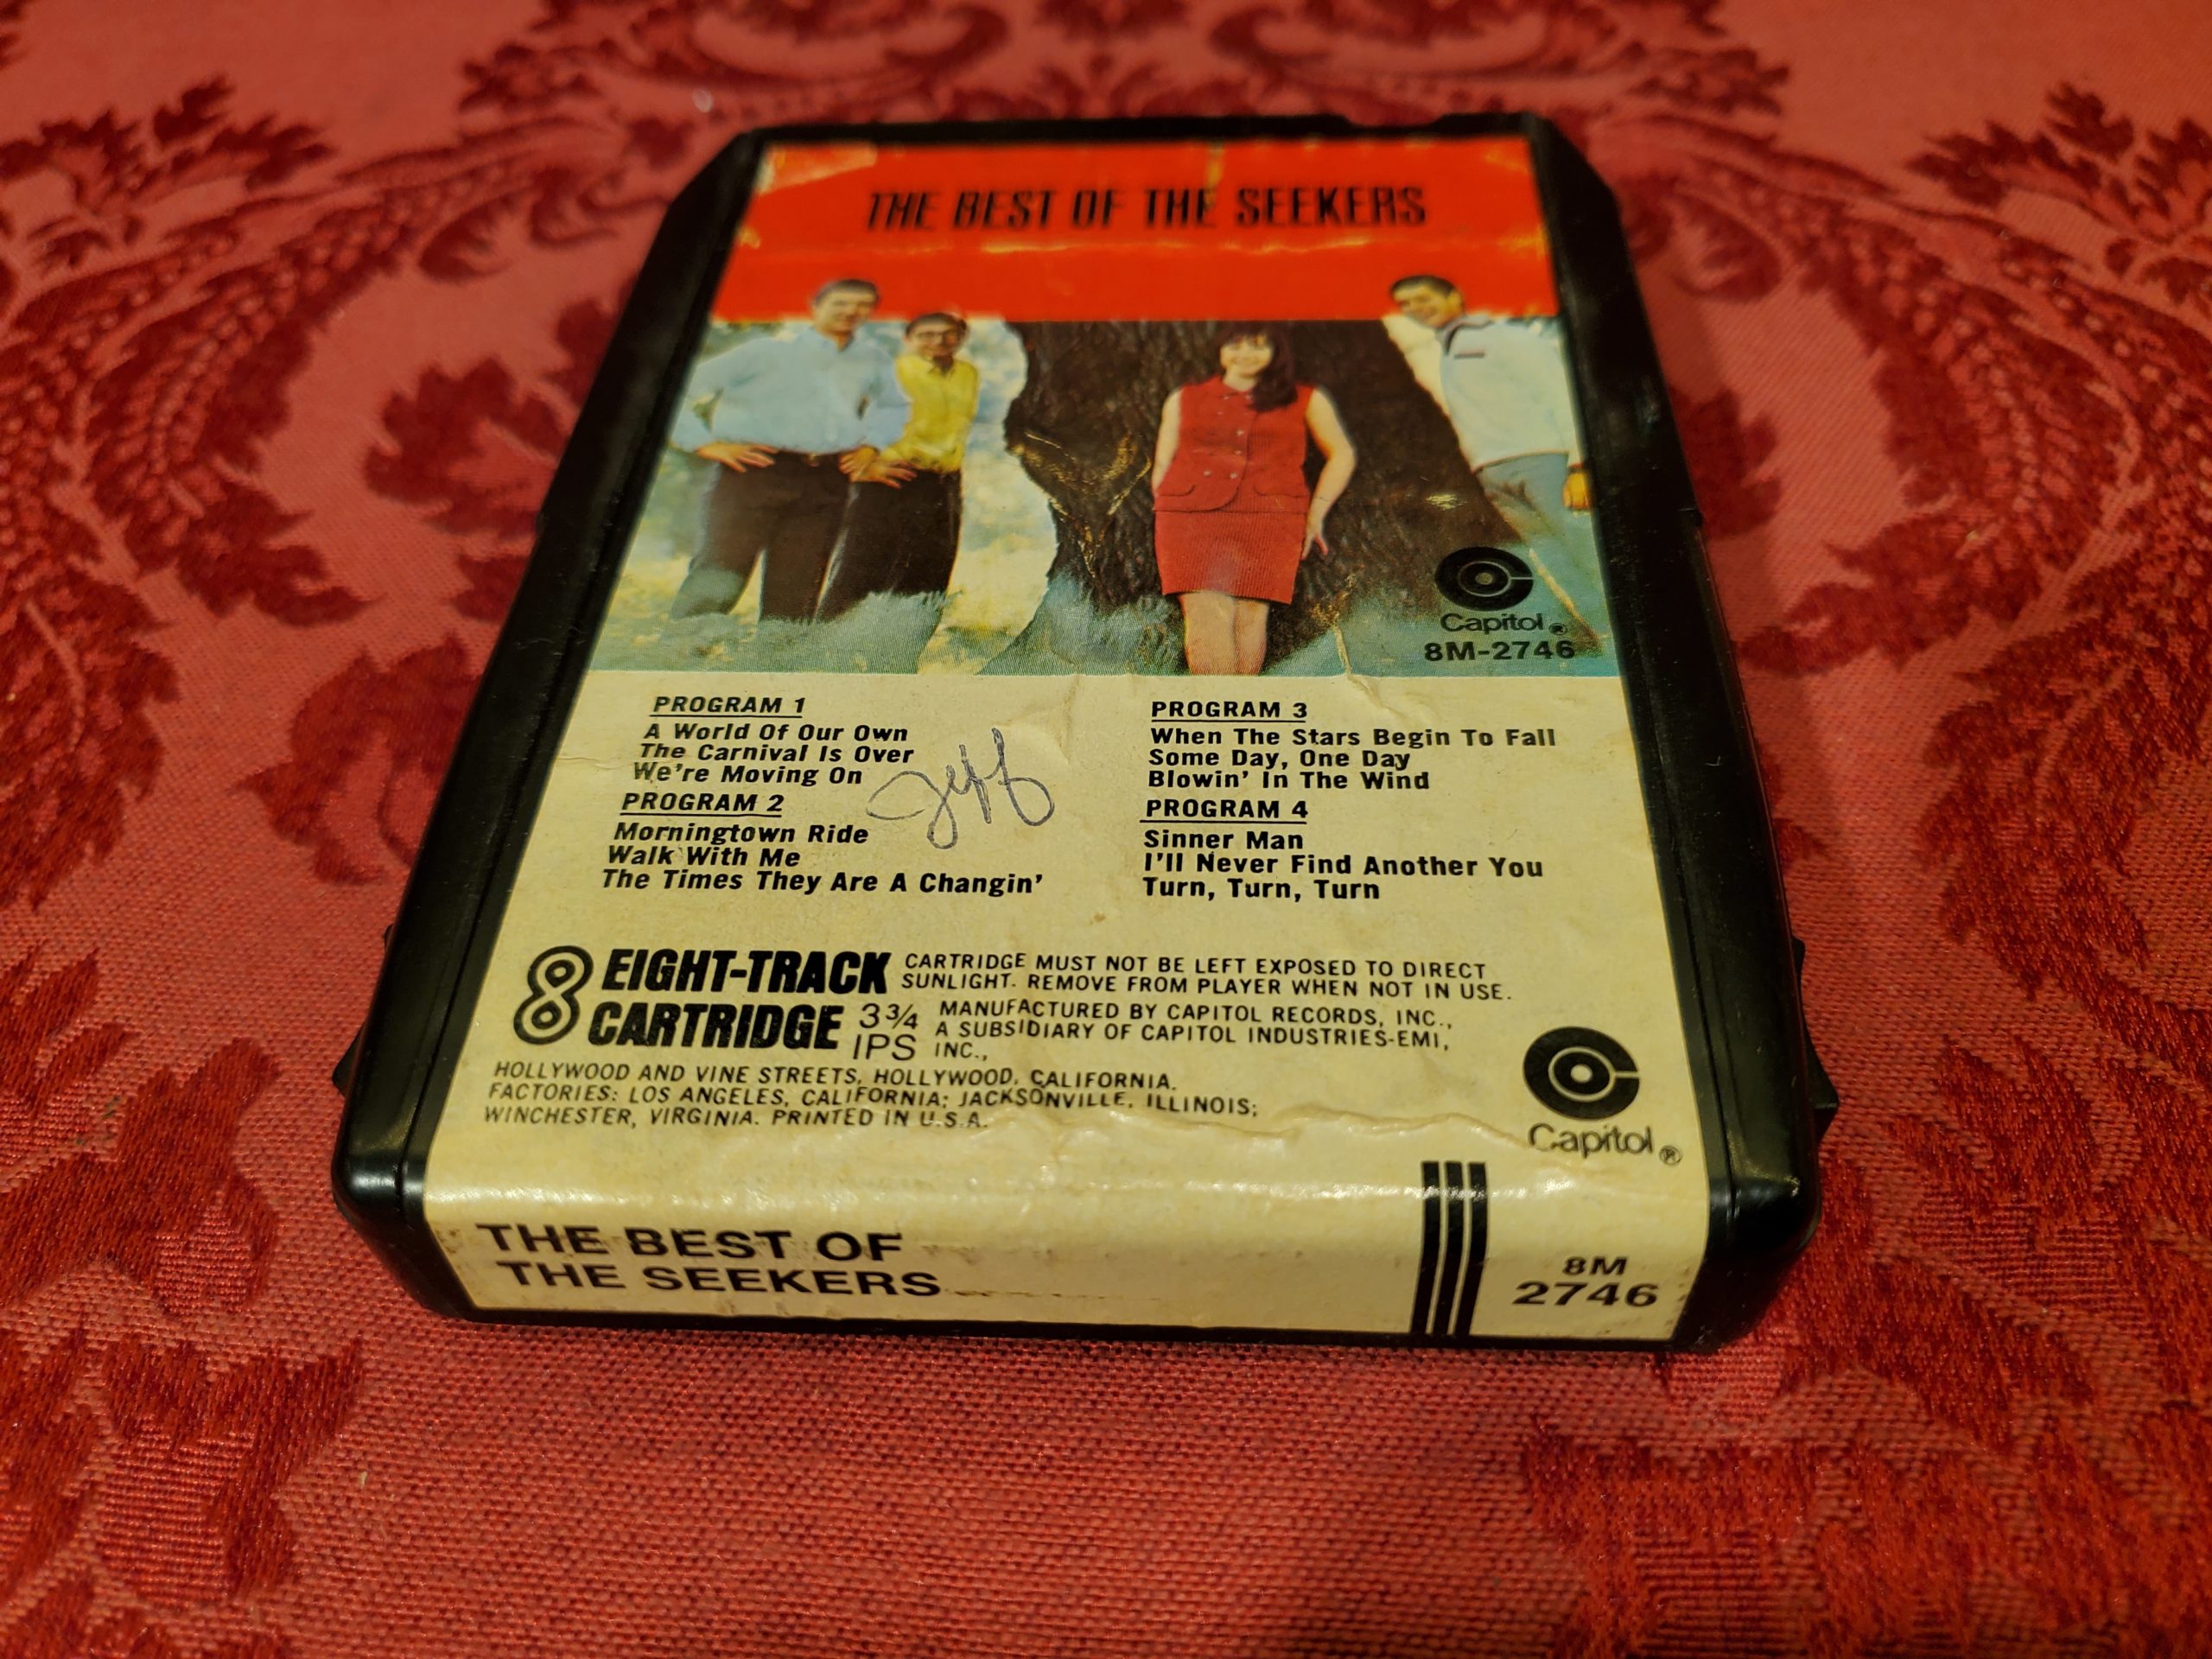 THE BEST OF THE SEEKERS
Capitol®
8M-2746
PROGRAM 1
A World Of Our Own
The Carnival Is Over
We're Moving On
Jeff
PROGRAM 2
Morningtown Ride
Walk With Me
The Times They Are A Changin'
PROGRAM 3
When The Stars Begin To Fall
Some Day, One Day
Blowin' In The Wind
PROGRAM 4
Sinner Man
I'll Never Find Another You
Turn, Turn, Turn
8 EIGHT-TRACK
CARTRIDGE
3¾
IPS
CARTRIDGE MUST NOT BE LEFT EXPOSED TO DIRECT
SUNLIGHT. REMOVE FROM PLAYER WHEN NOT IN USE.
MANUFACTURED BY CAPITOL RECORDS, INC.,
A SUBSIDIARY OF CAPITOL INDUSTRIES-EMI,
INC.,
HOLLYWOOD AND VINE STREETS, HOLLYWOOD, CALIFORNIA.
FACTORIES: LOS ANGELES, CALIFORNIA; JACKSONVILLE, ILLINOIS;
WINCHESTER, VIRGINIA. PRINTED IN U.S.A.
Capitol®
THE BEST OF
THE SEEKERS
8M
2746